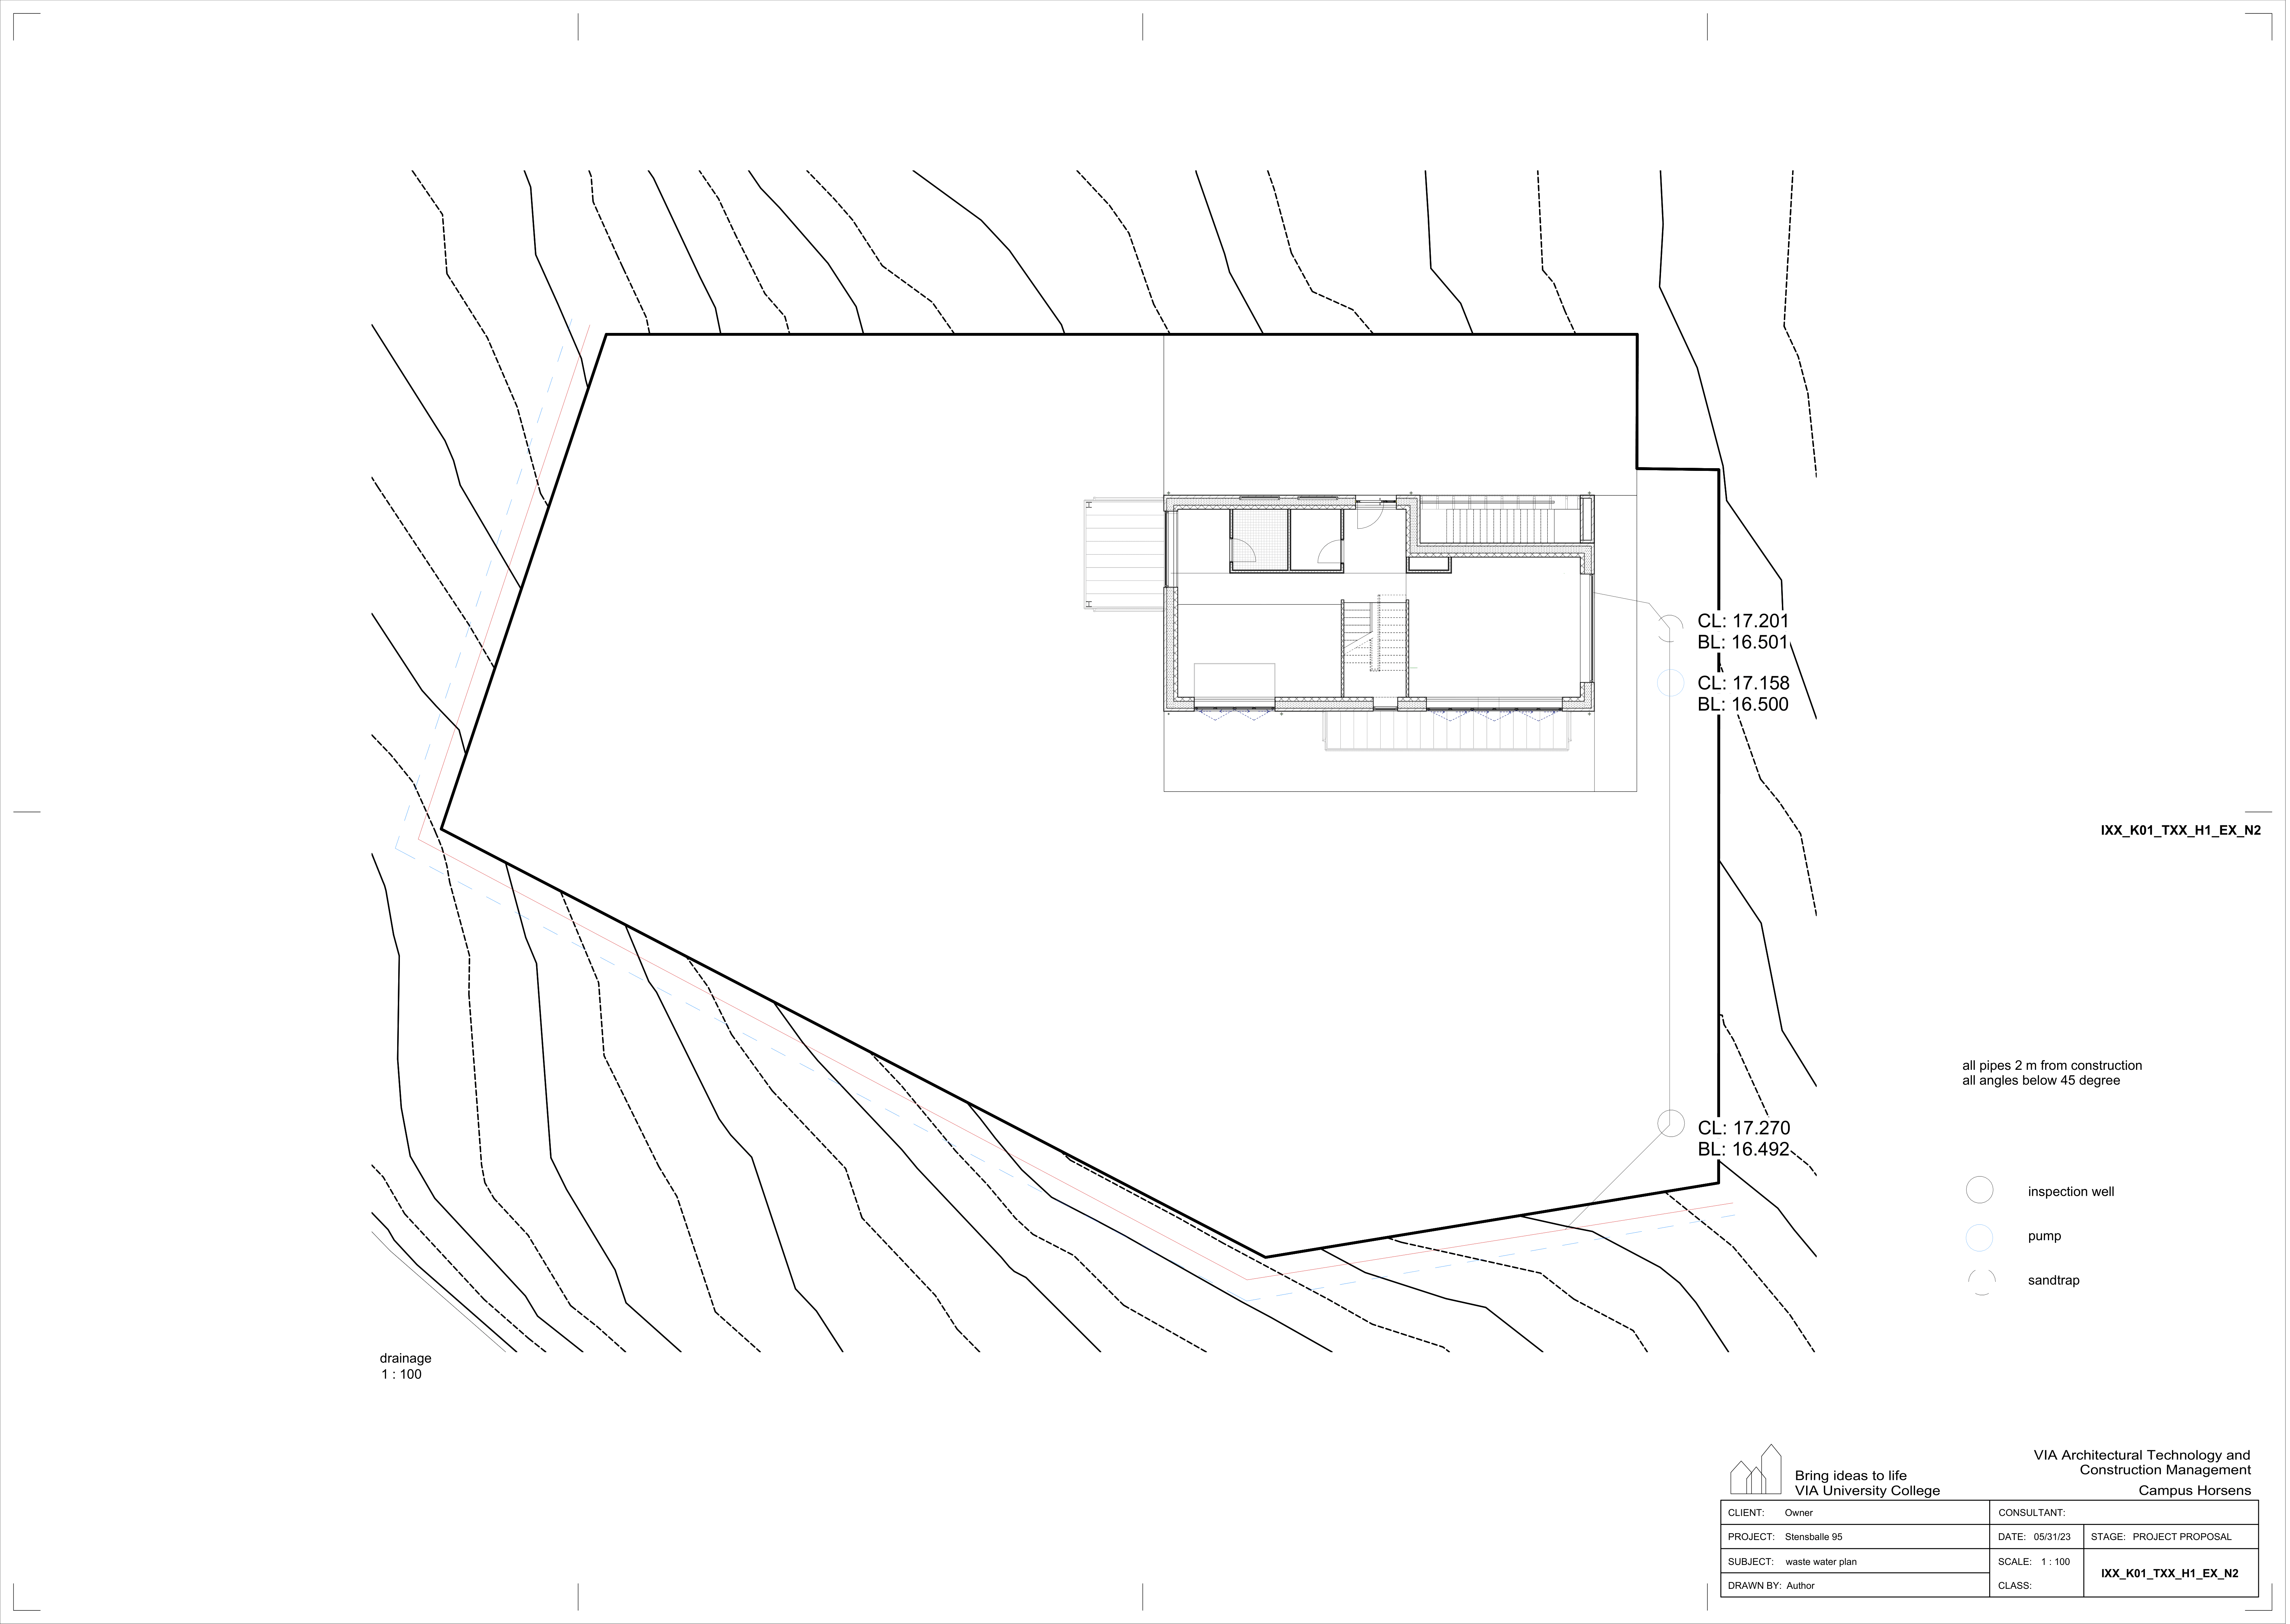 CL: 17.201
BL: 16.501
CL: 17.158
BL: 16.500
IXX_K01_TXX_H1_EX_N2
all pipes 2 m from construction
all angles below 45 degree
CL: 17.270
BL: 16.492
inspection well
pump
sandtrap
drainage
1 : 100
Bring ideas to life
VIA University College
VIA Architectural Technology and
Construction Management
Campus Horsens
CLIENT: Owner
CONSULTANT:
PROJECT: Stensballe 95
DATE: 05/31/23
STAGE: PROJECT PROPOSAL
SUBJECT: waste water plan
SCALE: 1 : 100
IXX_K01_TXX_H1_EX_N2
DRAWN BY: Author
CLASS: